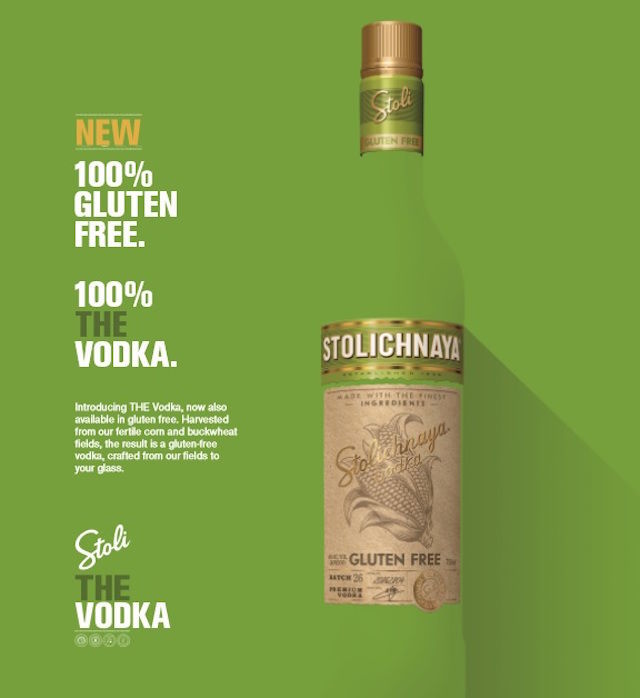 NEW
100%
GLUTEN
FREE.
100%
THE
VODKA.
Introducing THE Vodka, now also
available in gluten free. Harvested
from our fertile corn and buckwheat
fields, the result is a gluten-free
vodka, crafted from our fields to
your glass.
Stoli
THE
VODKA
Stoli
GLUTEN FREE
STOLICHNAYA
ESTABLISHED
MADE WITH THE FINEST
INGREDIENTS
Stolichnaya
vodka
GLUTEN FREE
BATCH 26
PREMIUM
VODKA